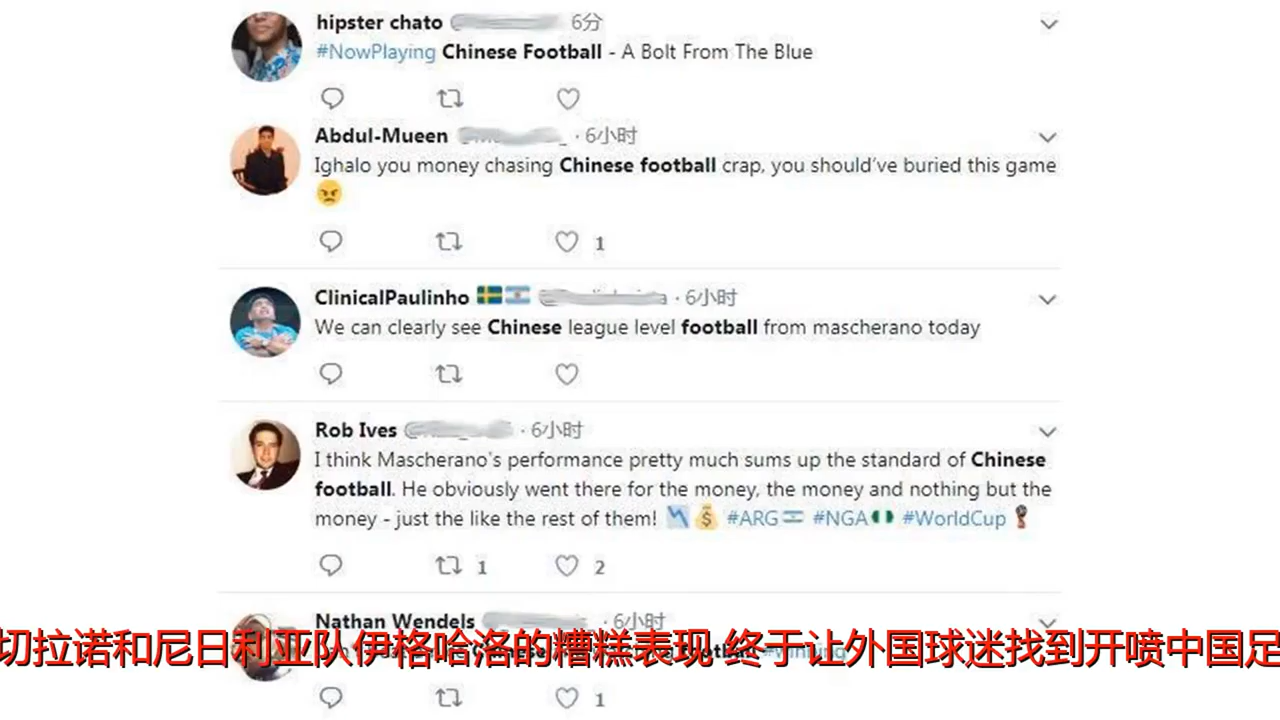 hipster chato 6分
#NowPlaying Chinese Football - A Bolt From The Blue
Abdul-Mueen · 6小时
Ighalo you money chasing Chinese football crap, you should've buried this game
1
ClinicalPaulinho · 6小时
We can clearly see Chinese league level football from mascherano today
Rob Ives · 6小时
I think Mascherano's performance pretty much sums up the standard of Chinese
football. He obviously went there for the money, the money and nothing but the
money - just the like the rest of them! #ARG #NGA #WorldCup
1 2
Nathan Wendels · 6小时
切拉诺和尼日利亚队伊格哈洛的糟糕表现 终于让外国球迷找到开喷中国足
1